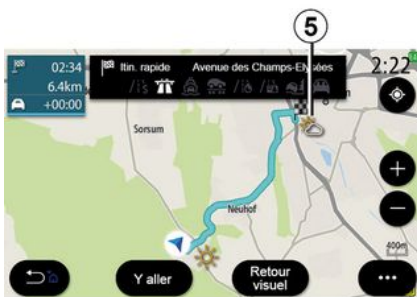 5
02:34
Itin. rapide Avenue des Champs-Elysées
2:22
6.4km
+00:00
Sorsum
Neuhof
400m
Y aller
Retour
visuel